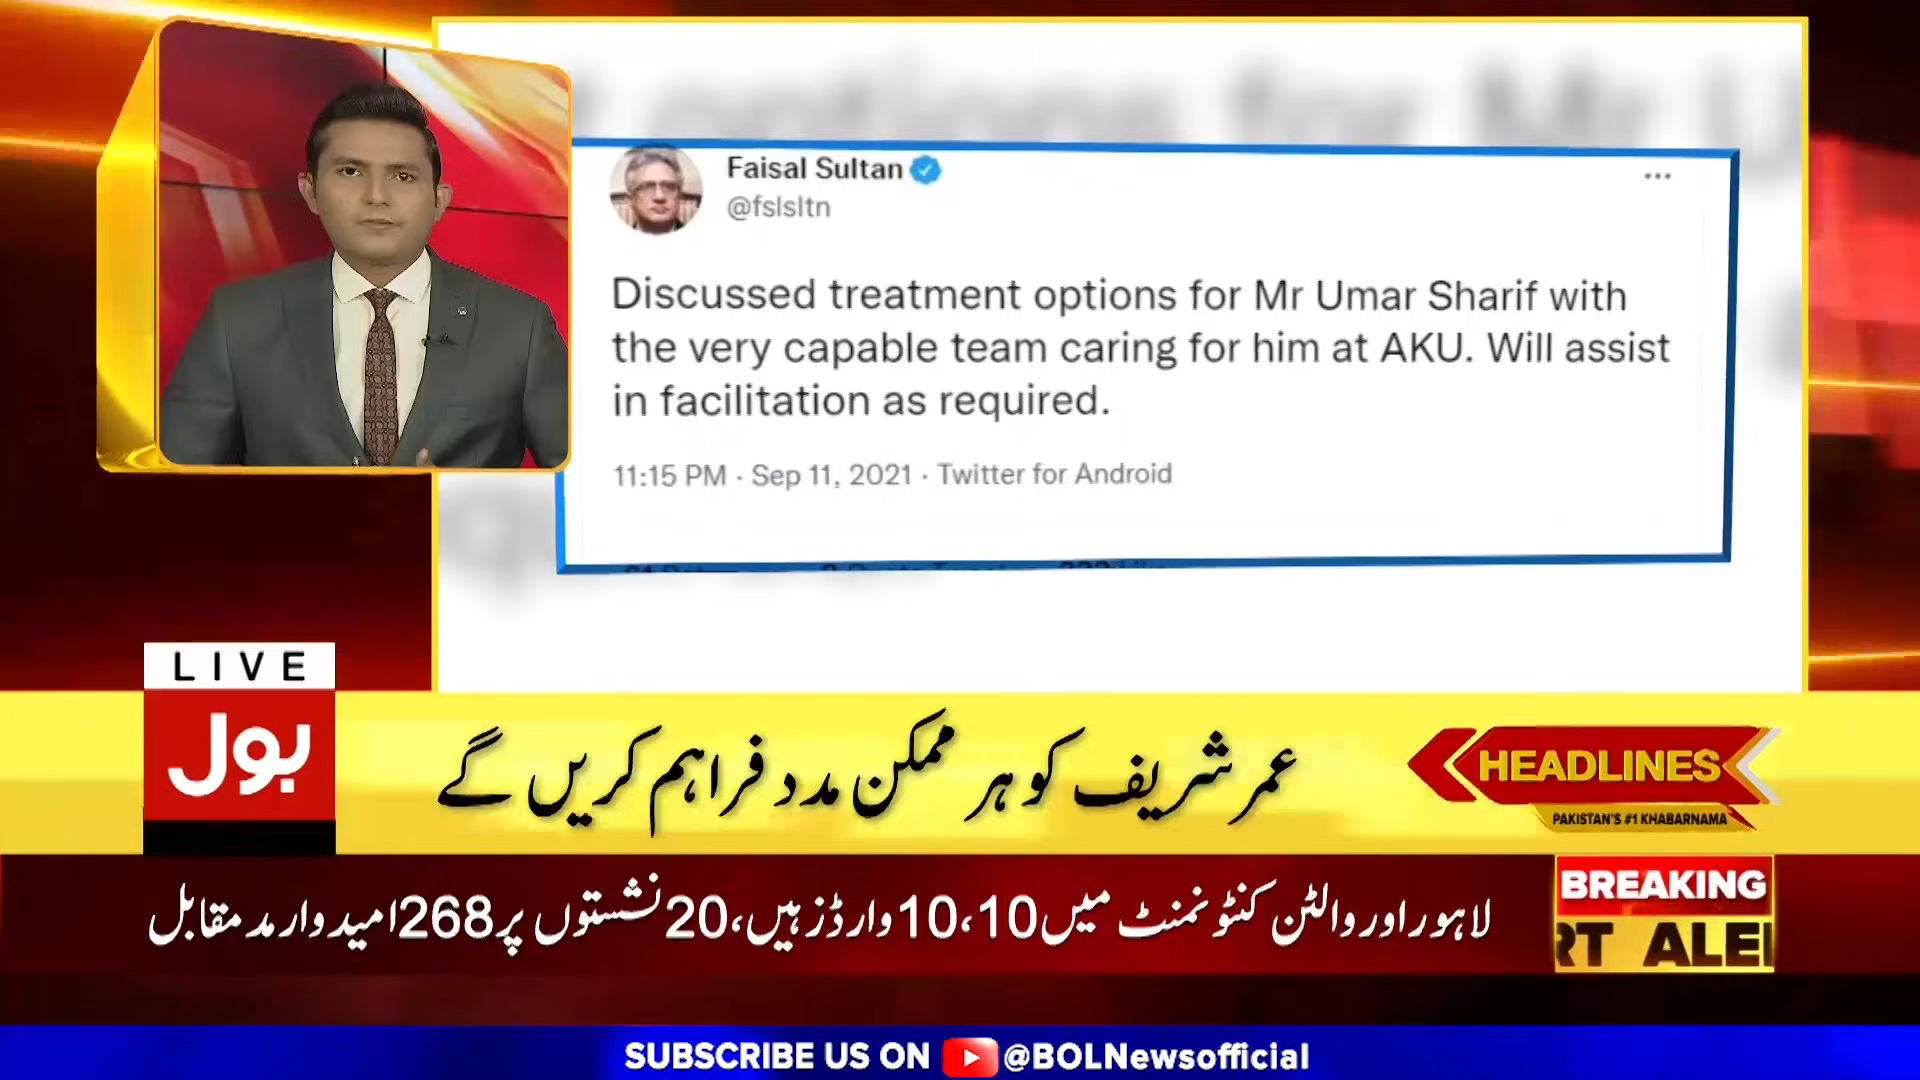 Faisal Sultan
@fslsltn
Discussed treatment options for Mr Umar Sharif with
the very capable team caring for him at AKU. Will assist
in facilitation as required.
11:15 PM · Sep 11, 2021 · Twitter for Android
LIVE
بول
عمر شریف کو ہر ممکن مدد فراہم کریں گے
HEADLINES
PAKISTAN'S #1 KHABARNAMA
لاہور اور والٹن کنٹونمنٹ میں 10،10 وارڈز ہیں، 20 نشستوں پر 268 امیدوار مدمقابل
BREAKING
RT ALE
SUBSCRIBE US ON @BOLNewsofficial